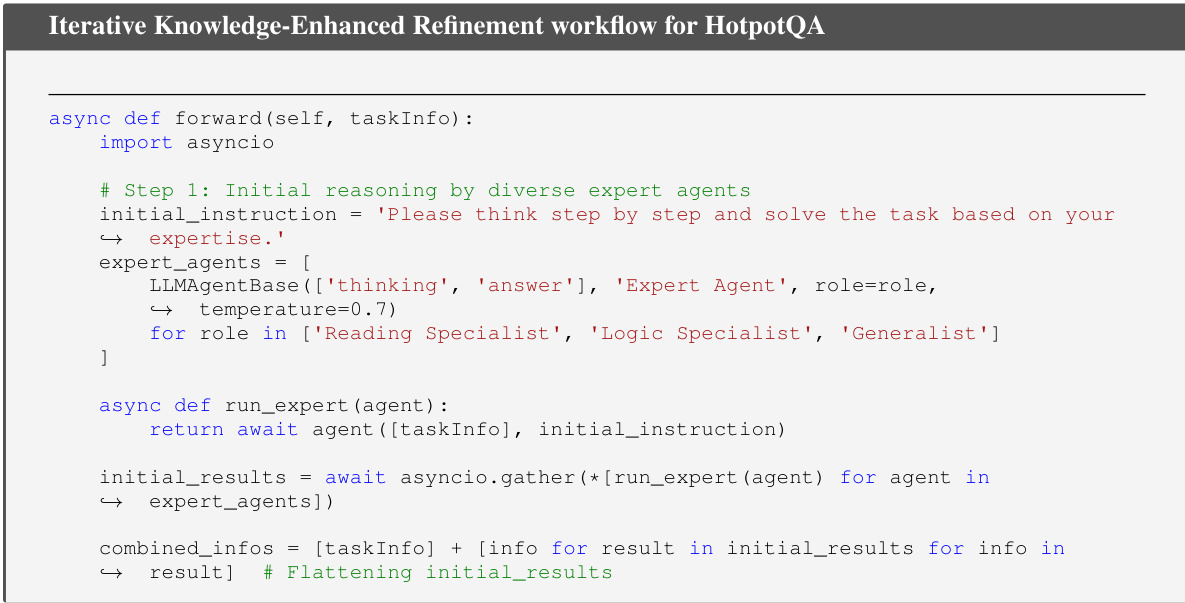 Iterative Knowledge-Enhanced Refinement workflow for HotpotQA
async def forward(self, taskInfo):
    import asyncio

    # Step 1: Initial reasoning by diverse expert agents
    initial_instruction = 'Please think step by step and solve the task based on your
    ↪  expertise.'
    expert_agents = [
        LLMAgentBase(['thinking', 'answer'], 'Expert Agent', role=role,
        ↪  temperature=0.7)
        for role in ['Reading Specialist', 'Logic Specialist', 'Generalist']
    ]

    async def run_expert(agent):
        return await agent([taskInfo], initial_instruction)

    initial_results = await asyncio.gather(*[run_expert(agent) for agent in
    ↪  expert_agents])

    combined_infos = [taskInfo] + [info for result in initial_results for info in
    ↪  result]  # Flattening initial_results